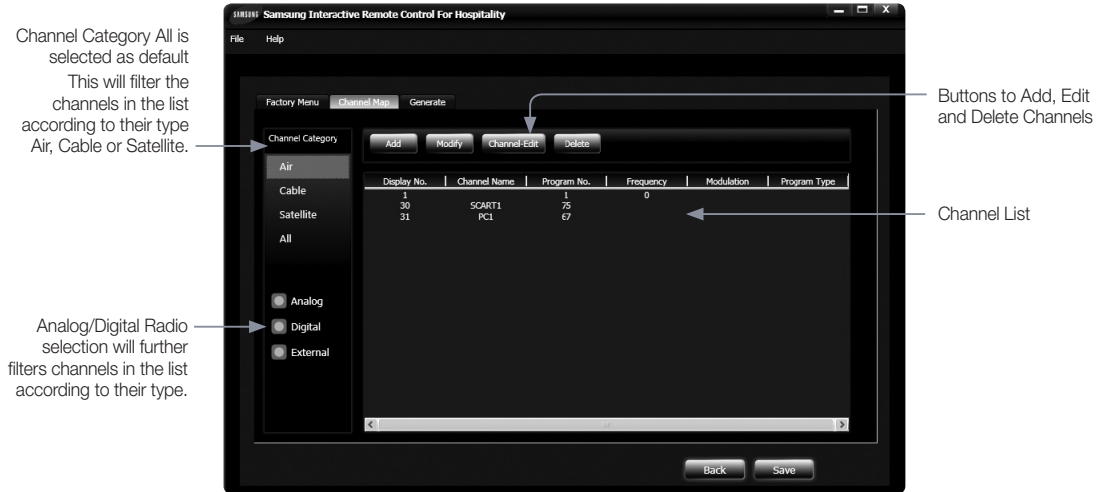 SAMSUNG Samsung Interactive Remote Control For Hospitality
File Help
Channel Category All is
selected as default
This will filter the
channels in the list
according to their type
Air, Cable or Satellite.
Factory Menu Channel Map Generate
Channel Category
Add Modify Channel-Edit Delete
Buttons to Add, Edit
and Delete Channels
Air
Cable
Satellite
All
Display No. Channel Name Program No. Frequency Modulation Program Type
1 1 0
30 SCART1 75
31 PC1 67
Channel List
Analog
Digital
External
Analog/Digital Radio
selection will further
filters channels in the list
according to their type.
Back Save